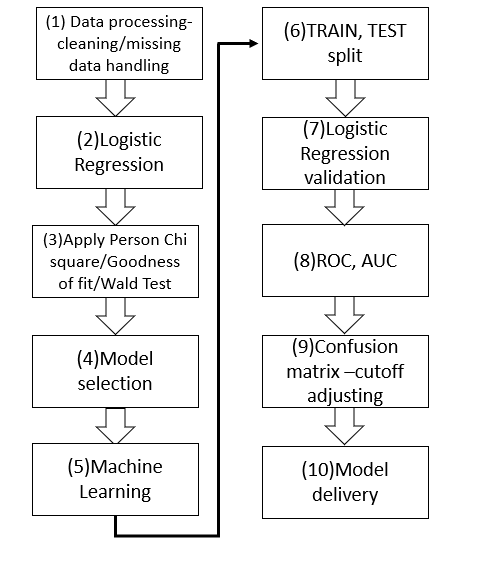 (1) Data processing-
cleaning/missing
data handling
(2)Logistic
Regression
(3)Apply Person Chi
square/Goodness
of fit/Wald Test
(4)Model
selection
(5)Machine
Learning
(6)TRAIN, TEST
split
(7)Logistic
Regression
validation
(8)ROC, AUC
(9)Confusion
matrix –cutoff
adjusting
(10)Model
delivery